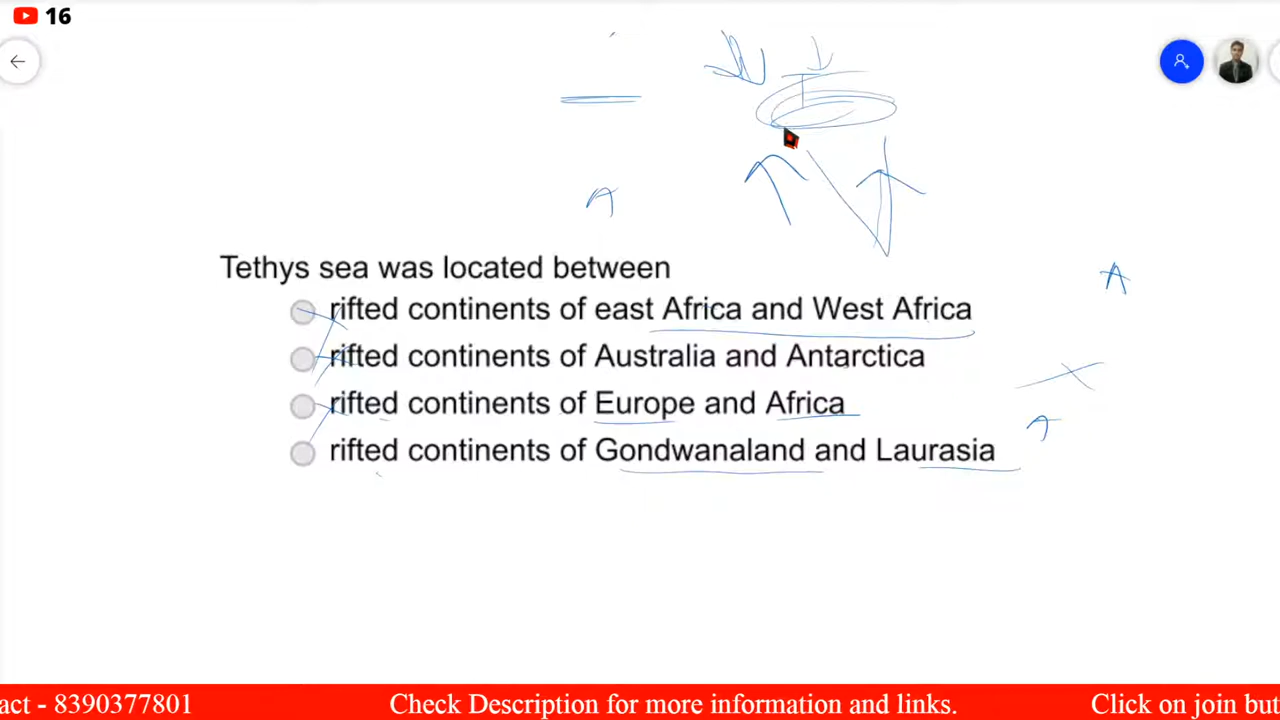 16
Tethys sea was located between
rifted continents of east Africa and West Africa
rifted continents of Australia and Antarctica
rifted continents of Europe and Africa
rifted continents of Gondwanaland and Laurasia
act - 8390377801 Check Description for more information and links. Click on join but